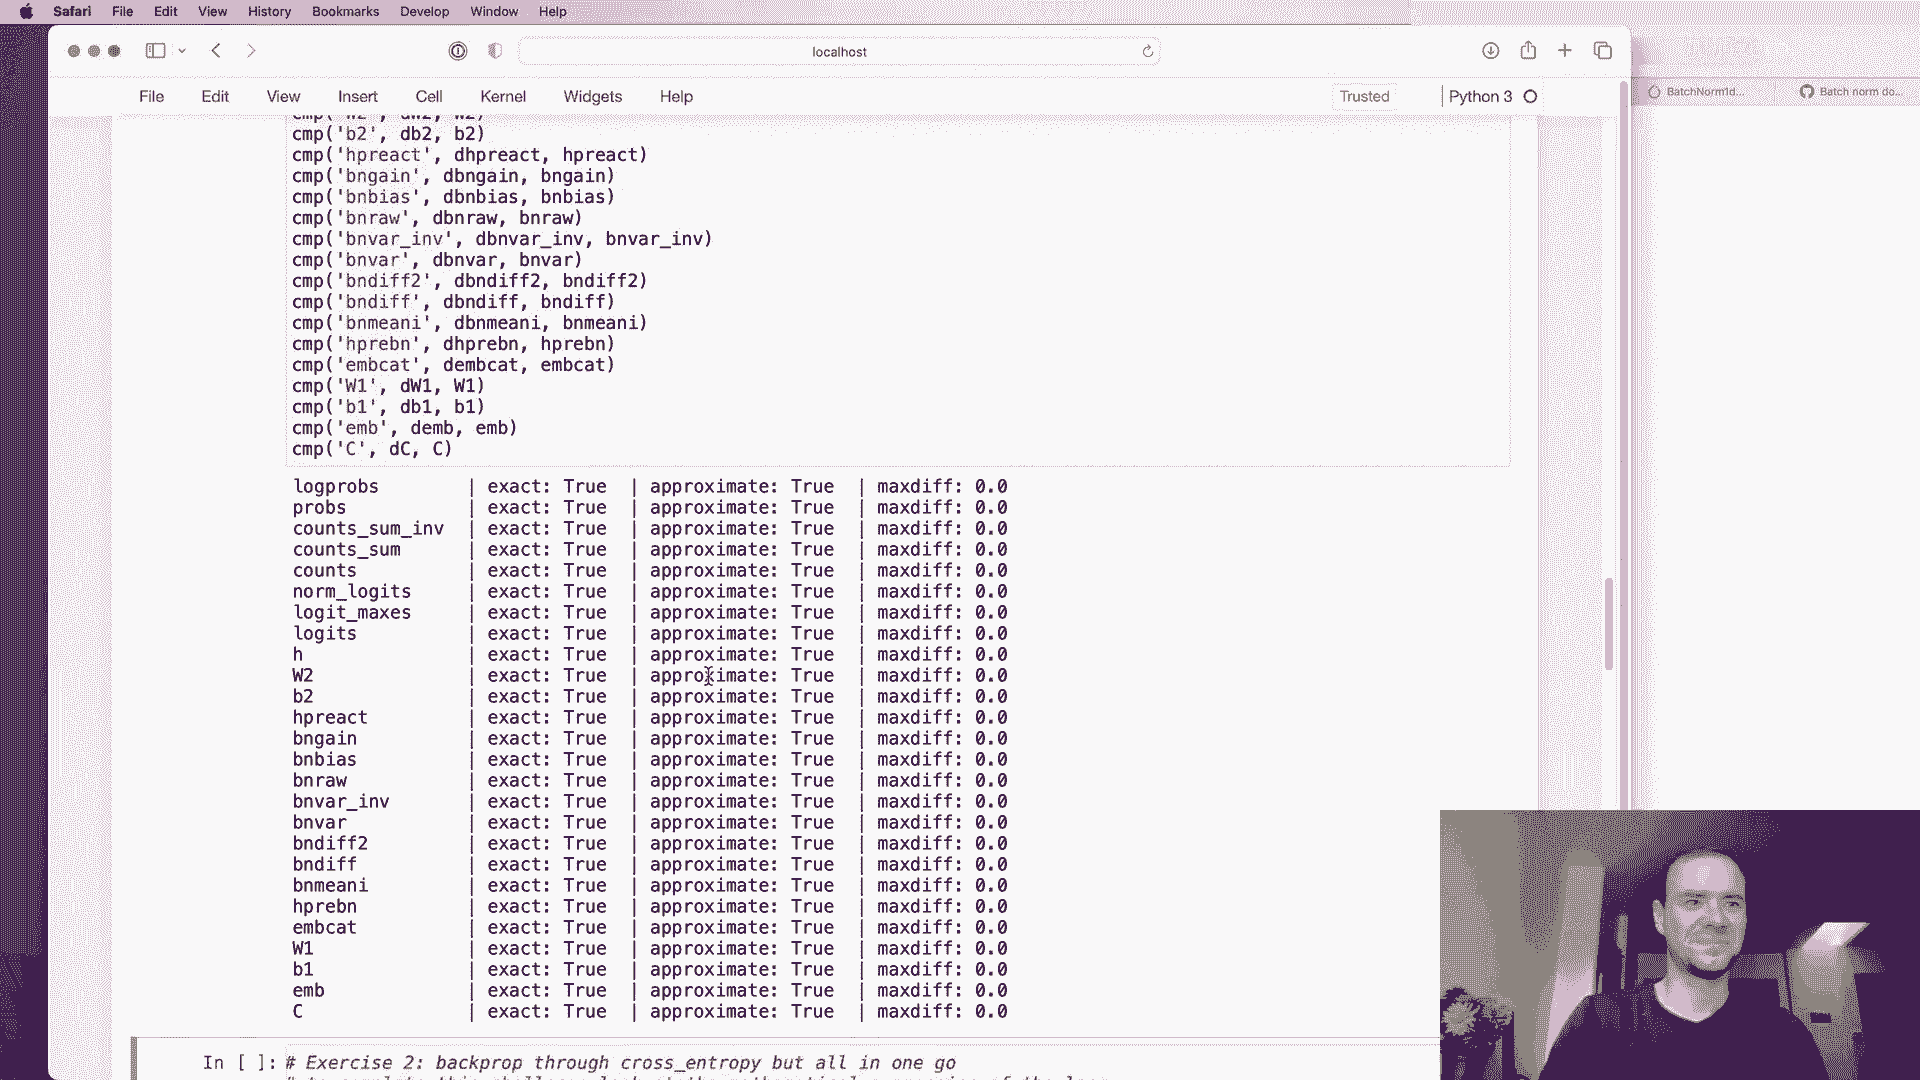 Safari File Edit View History Bookmarks Develop Window Help
localhost
File Edit View Insert Cell Kernel Widgets Help Trusted Python 3
BatchNorm1d... Batch norm do...
cmp('W2', dW2, W2)
cmp('b2', db2, b2)
cmp('hpreact', dhpreact, hpreact)
cmp('bngain', dbngain, bngain)
cmp('bnbias', dbnbias, bnbias)
cmp('bnraw', dbnraw, bnraw)
cmp('bnvar_inv', dbnvar_inv, bnvar_inv)
cmp('bnvar', dbnvar, bnvar)
cmp('bndiff2', dbndiff2, bndiff2)
cmp('bndiff', dbndiff, bndiff)
cmp('bnmeani', dbnmeani, bnmeani)
cmp('hprebn', dhprebn, hprebn)
cmp('embcat', dembcat, embcat)
cmp('W1', dW1, W1)
cmp('b1', db1, b1)
cmp('emb', demb, emb)
cmp('C', dC, C)
logprobs | exact: True | approximate: True | maxdiff: 0.0
probs | exact: True | approximate: True | maxdiff: 0.0
counts_sum_inv | exact: True | approximate: True | maxdiff: 0.0
counts_sum | exact: True | approximate: True | maxdiff: 0.0
counts | exact: True | approximate: True | maxdiff: 0.0
norm_logits | exact: True | approximate: True | maxdiff: 0.0
logit_maxes | exact: True | approximate: True | maxdiff: 0.0
logits | exact: True | approximate: True | maxdiff: 0.0
h | exact: True | approximate: True | maxdiff: 0.0
W2 | exact: True | approximate: True | maxdiff: 0.0
b2 | exact: True | approximate: True | maxdiff: 0.0
hpreact | exact: True | approximate: True | maxdiff: 0.0
bngain | exact: True | approximate: True | maxdiff: 0.0
bnbias | exact: True | approximate: True | maxdiff: 0.0
bnraw | exact: True | approximate: True | maxdiff: 0.0
bnvar_inv | exact: True | approximate: True | maxdiff: 0.0
bnvar | exact: True | approximate: True | maxdiff: 0.0
bndiff2 | exact: True | approximate: True | maxdiff: 0.0
bndiff | exact: True | approximate: True | maxdiff: 0.0
bnmeani | exact: True | approximate: True | maxdiff: 0.0
hprebn | exact: True | approximate: True | maxdiff: 0.0
embcat | exact: True | approximate: True | maxdiff: 0.0
W1 | exact: True | approximate: True | maxdiff: 0.0
b1 | exact: True | approximate: True | maxdiff: 0.0
emb | exact: True | approximate: True | maxdiff: 0.0
C | exact: True | approximate: True | maxdiff: 0.0
In [ ]: # Exercise 2: backprop through cross_entropy but all in one go